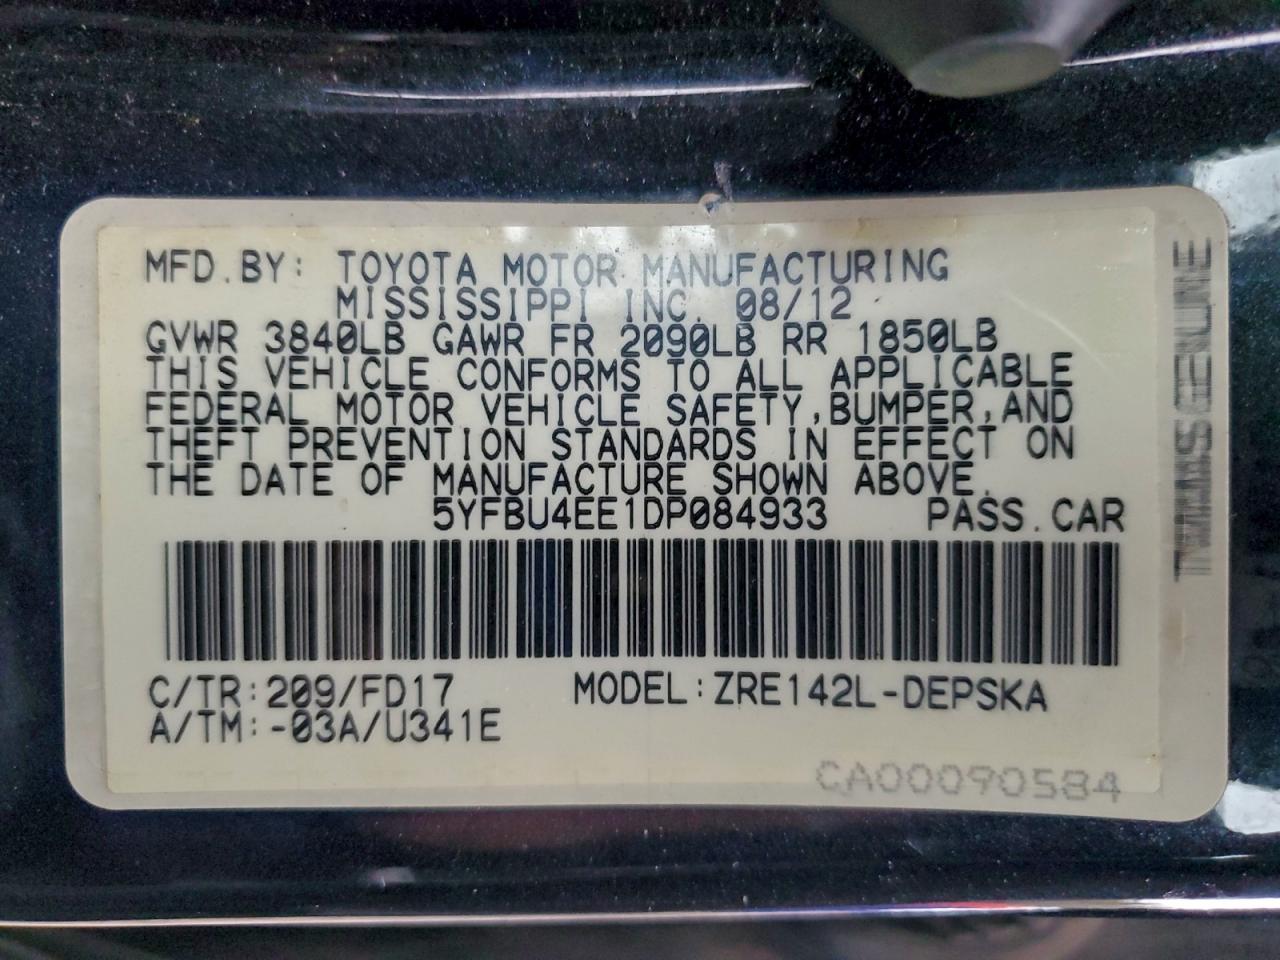 MFD.BY: TOYOTA MOTOR MANUFACTURING
MISSISSIPPI INC. 08/12
GVWR 3840LB GAWR FR 2090LB RR 1850LB
THIS VEHICLE CONFORMS TO ALL APPLICABLE
FEDERAL MOTOR VEHICLE SAFETY,BUMPER,AND
THEFT PREVENTION STANDARDS IN EFFECT ON
THE DATE OF MANUFACTURE SHOWN ABOVE.
5YFBU4EE1DP084933 PASS.CAR
C/TR:209/FD17 MODEL:ZRE142L-DEPSKA
A/TM:-03A/U341E
CA00090584
GENUINE